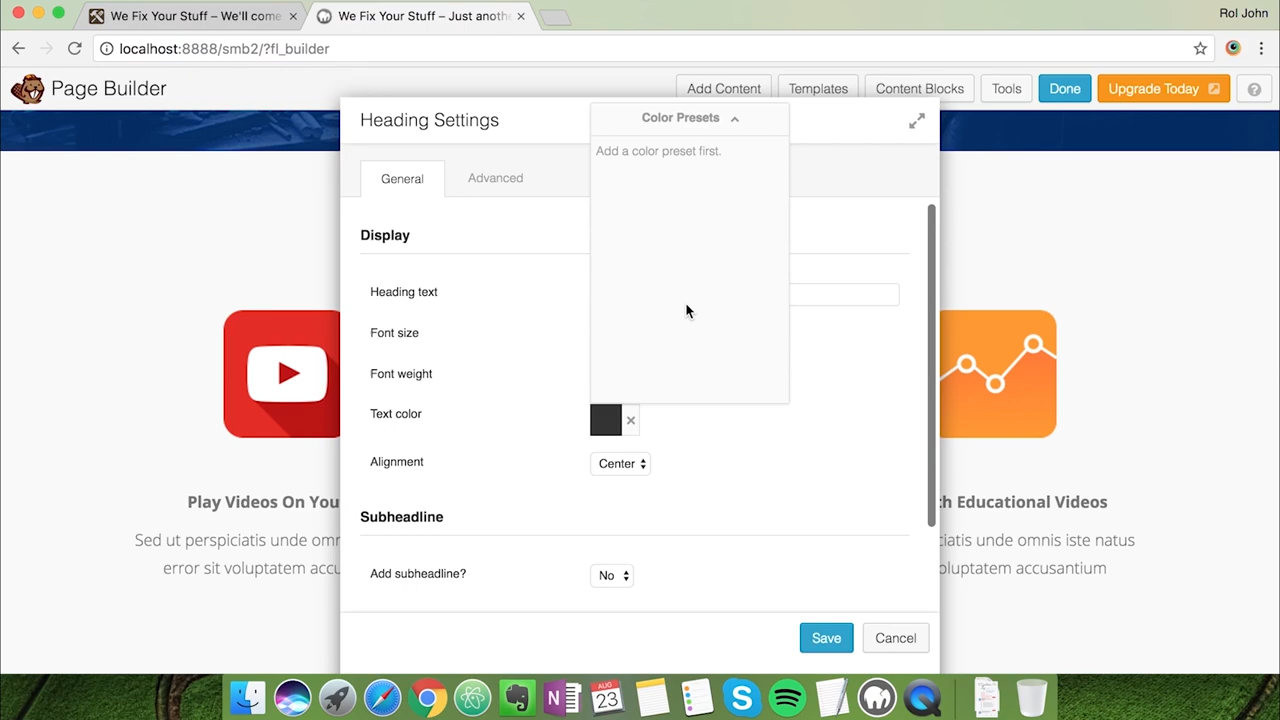 We Fix Your Stuff – We'll come
We Fix Your Stuff – Just anoth
Rol John
localhost:8888/smb2/?fl_builder
Page Builder
Add Content
Templates
Content Blocks
Tools
Done
Upgrade Today
?
Heading Settings
Color Presets
Add a color preset first.
General
Advanced
Display
Heading text
Font size
Font weight
Text color
Alignment
Center
Subheadline
Add subheadline?
No
Save
Cancel
Play Videos On You
Sed ut perspiciatis unde omn
error sit voluptatem accu
h Educational Videos
iciatis unde omnis iste natus
oluptatem accusantium
AUG
23